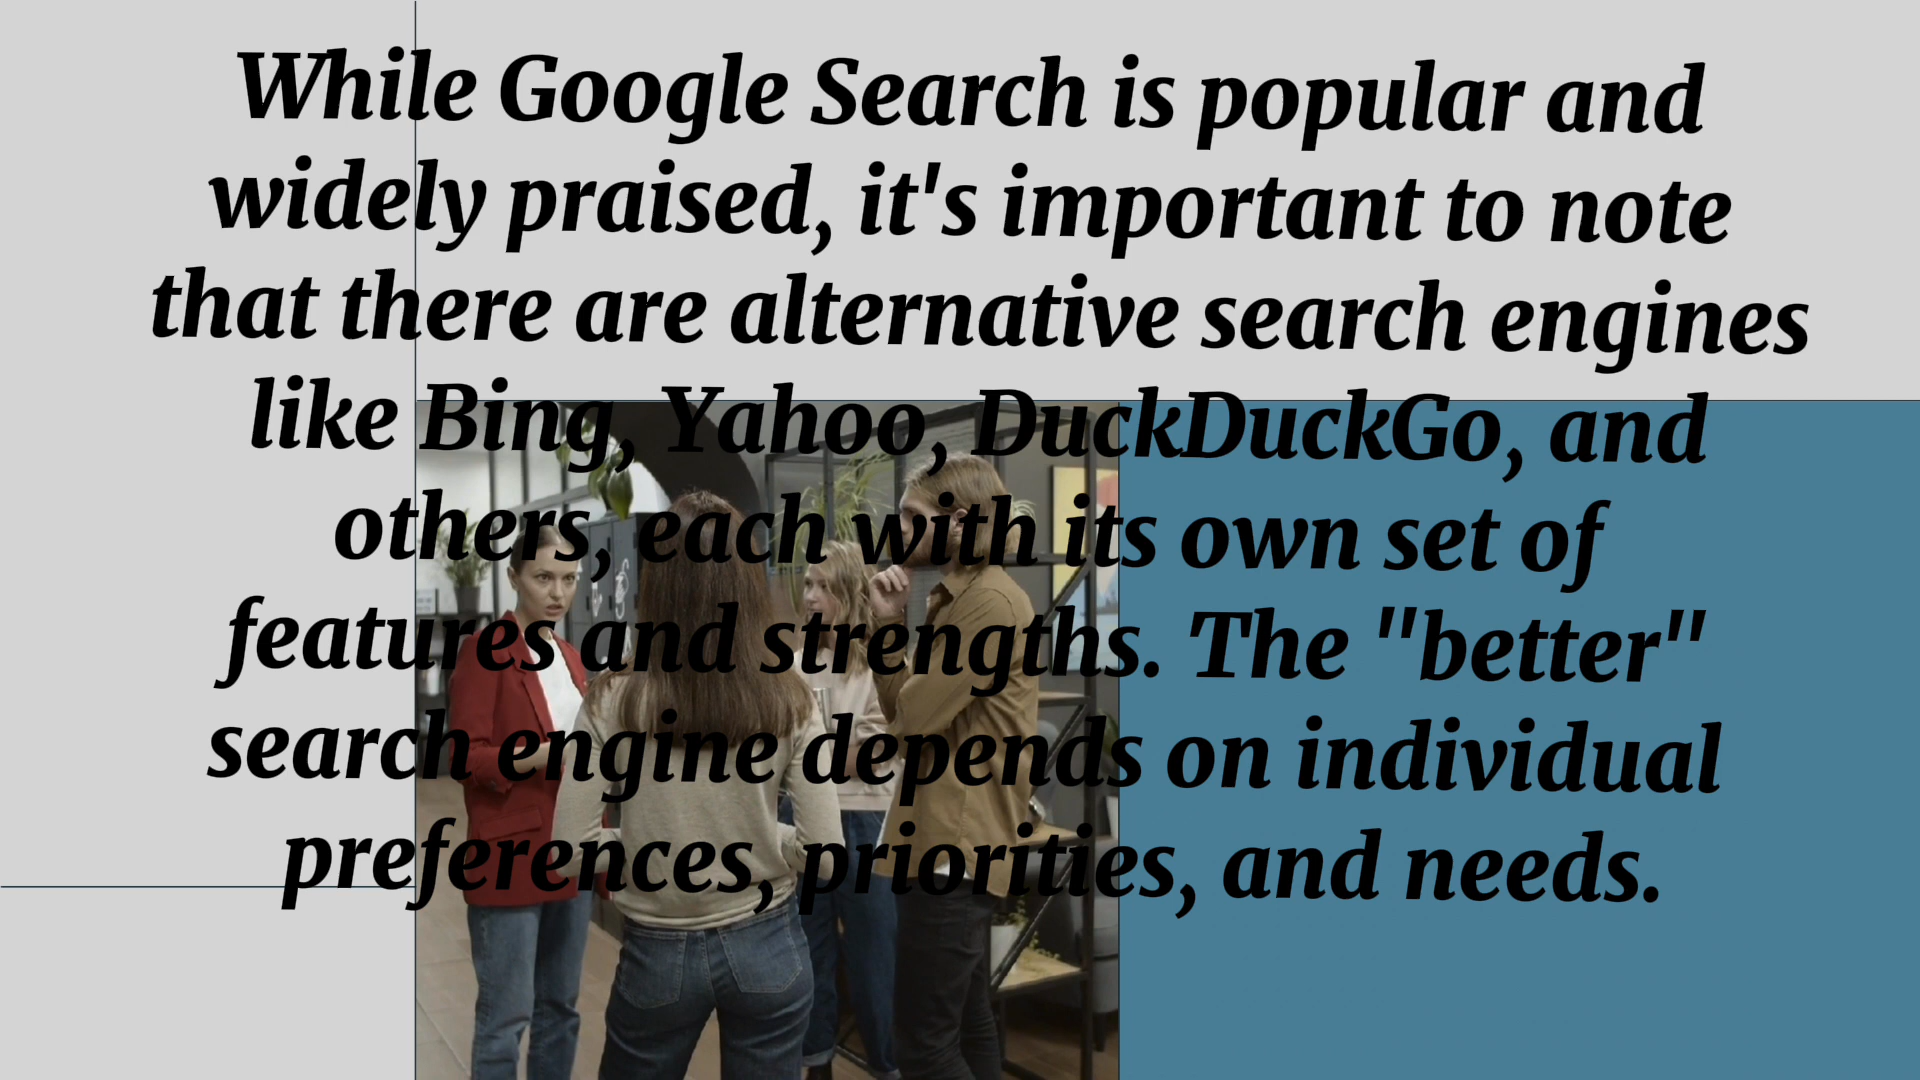 While Google Search is popular and
widely praised, it's important to note
that there are alternative search engines
like Bing, Yahoo, DuckDuckGo, and
others, each with its own set of
features and strengths. The "better"
search engine depends on individual
preferences, priorities, and needs.